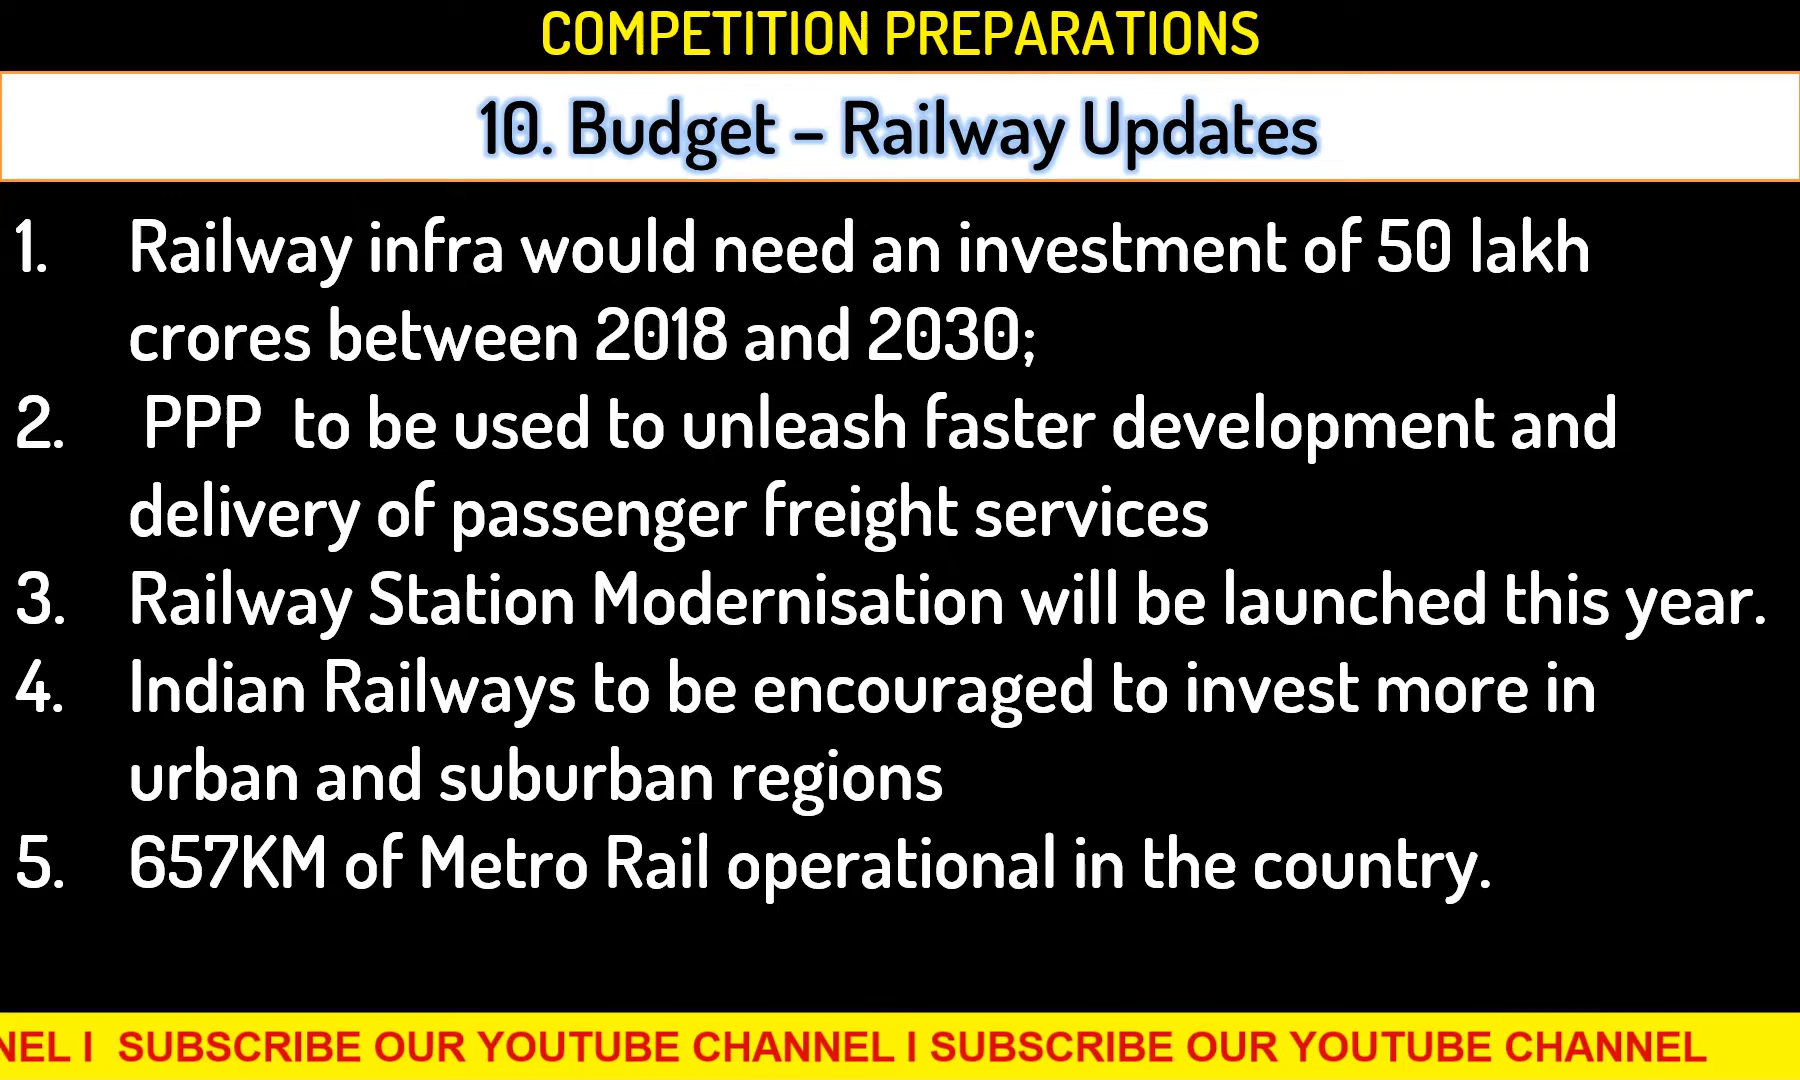 COMPETITION PREPARATIONS
10. Budget – Railway Updates
1. Railway infra would need an investment of 50 lakh
crores between 2018 and 2030;
2. PPP to be used to unleash faster development and
delivery of passenger freight services
3. Railway Station Modernisation will be launched this year.
4. Indian Railways to be encouraged to invest more in
urban and suburban regions
5. 657KM of Metro Rail operational in the country.
NEL I SUBSCRIBE OUR YOUTUBE CHANNEL I SUBSCRIBE OUR YOUTUBE CHANNEL